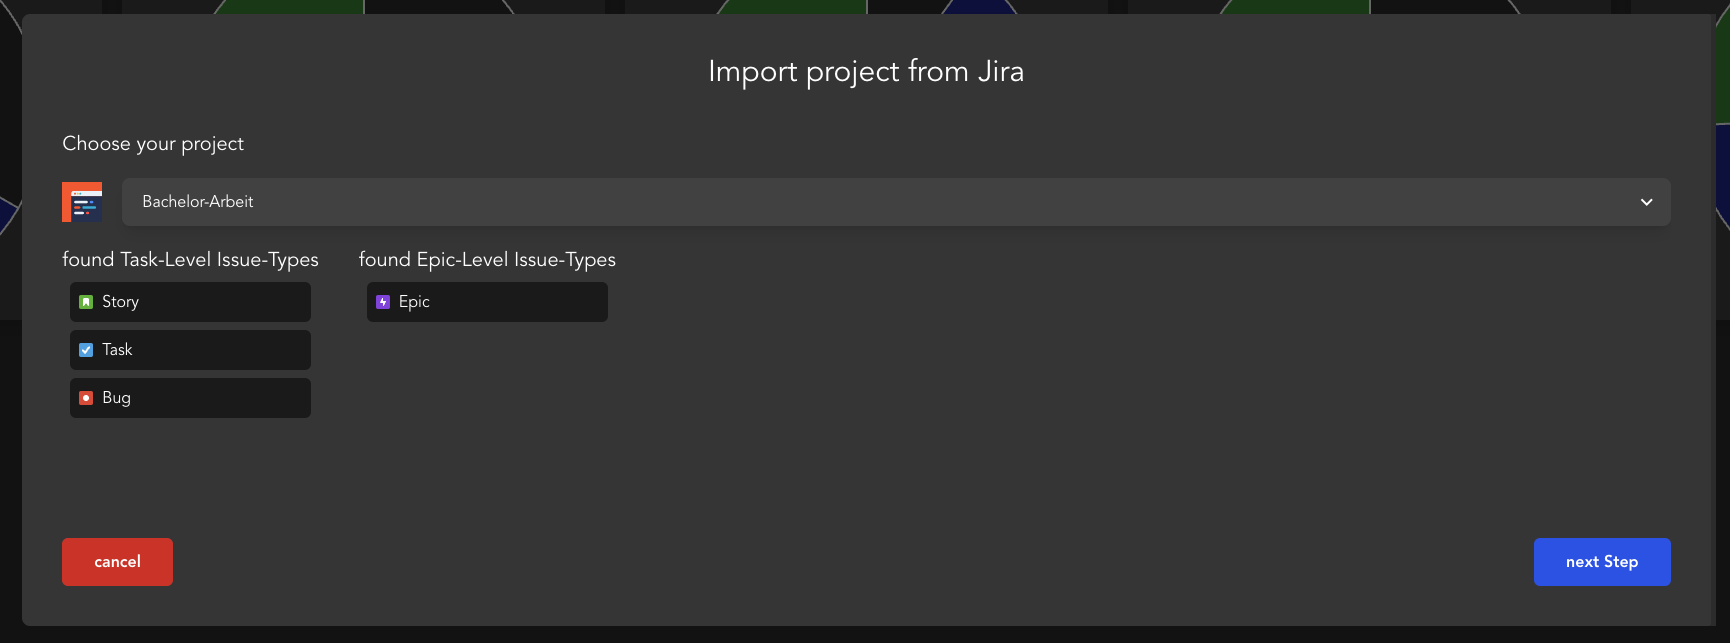 Import project from Jira
Choose your project
Bachelor-Arbeit
found Task-Level Issue-Types
found Epic-Level Issue-Types
Story
Epic
Task
Bug
cancel
next Step